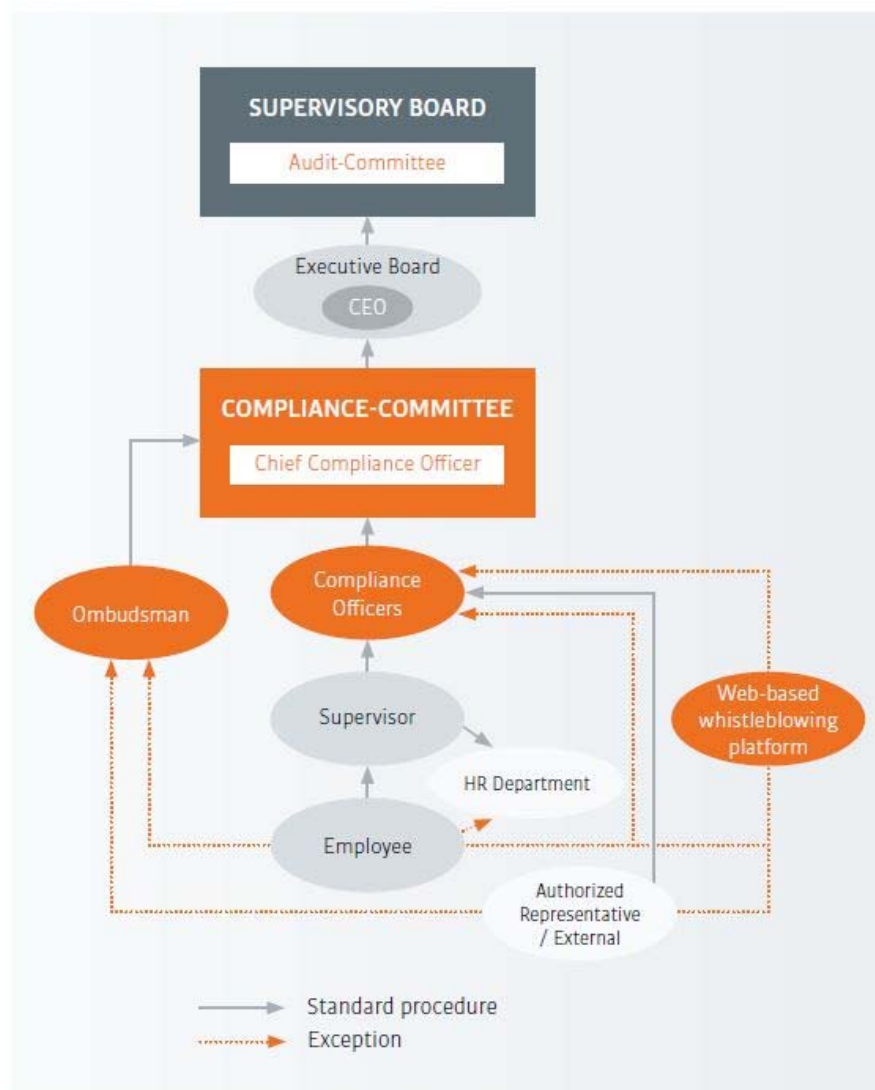 SUPERVISORY BOARD
Audit-Committee
Executive Board
CEO
COMPLIANCE-COMMITTEE
Chief Compliance Officer
Compliance
Officers
Ombudsman
Supervisor
Web-based
whistleblowing
platform
HR Department
Employee
Authorized
Representative
/ External
Standard procedure
Exception